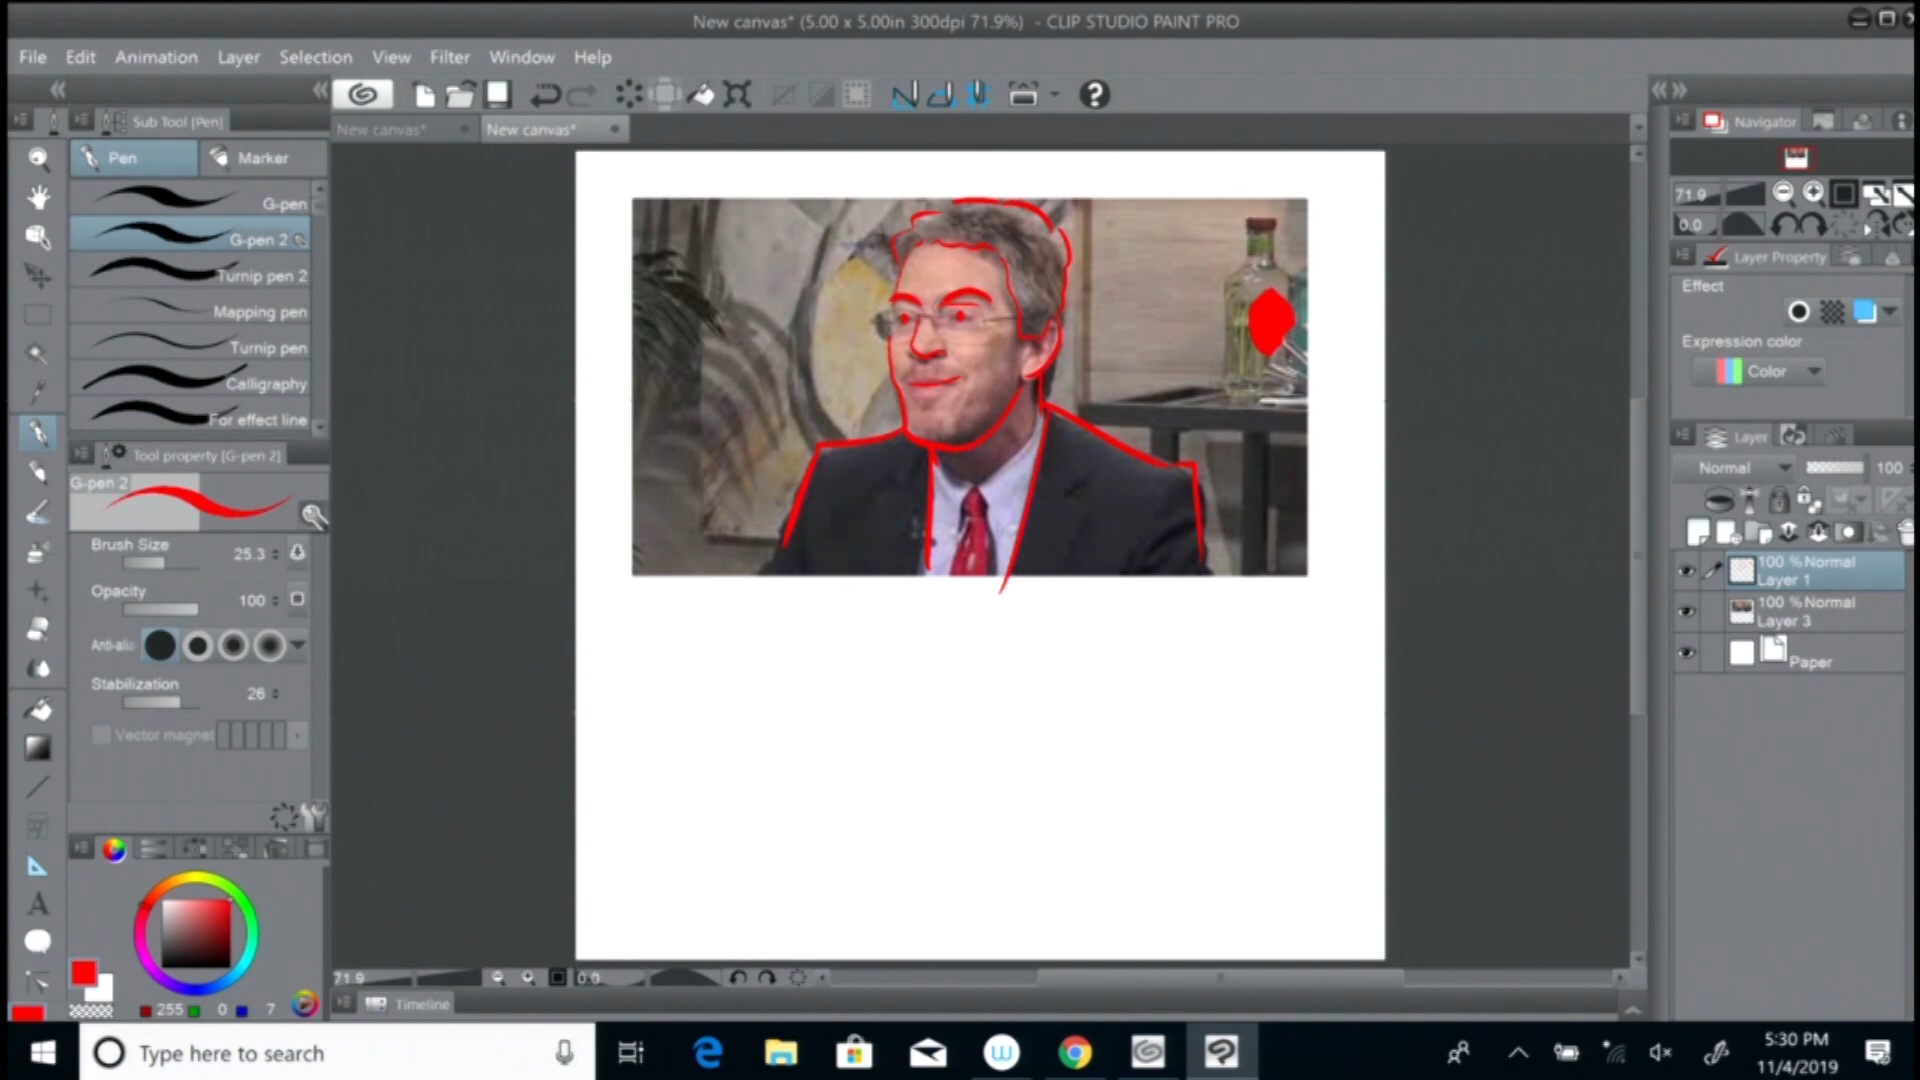 New canvas* (5.00 x 5.00in 300dpi 71.9%) - CLIP STUDIO PAINT PRO
File Edit Animation Layer Selection View Filter Window Help
Sub Tool [Pen]
New canvas* New canvas*
Navigator
Pen Marker
G-pen
G-pen 2
Turnip pen 2
Mapping pen
Turnip pen
Calligraphy
For effect line
Tool property [G-pen 2]
G-pen 2
Brush Size 25.3
Opacity 100
Anti-alia
Stabilization 26
Vector magnet
255 0 7
71.9
0.0
Layer Property
Effect
Expression color
Color
Layer
Normal 100
100 % Normal
Layer 1
100 % Normal
Layer 3
Paper
71.9 0.0
Timeline
A
Type here to search
5:30 PM
11/4/2019